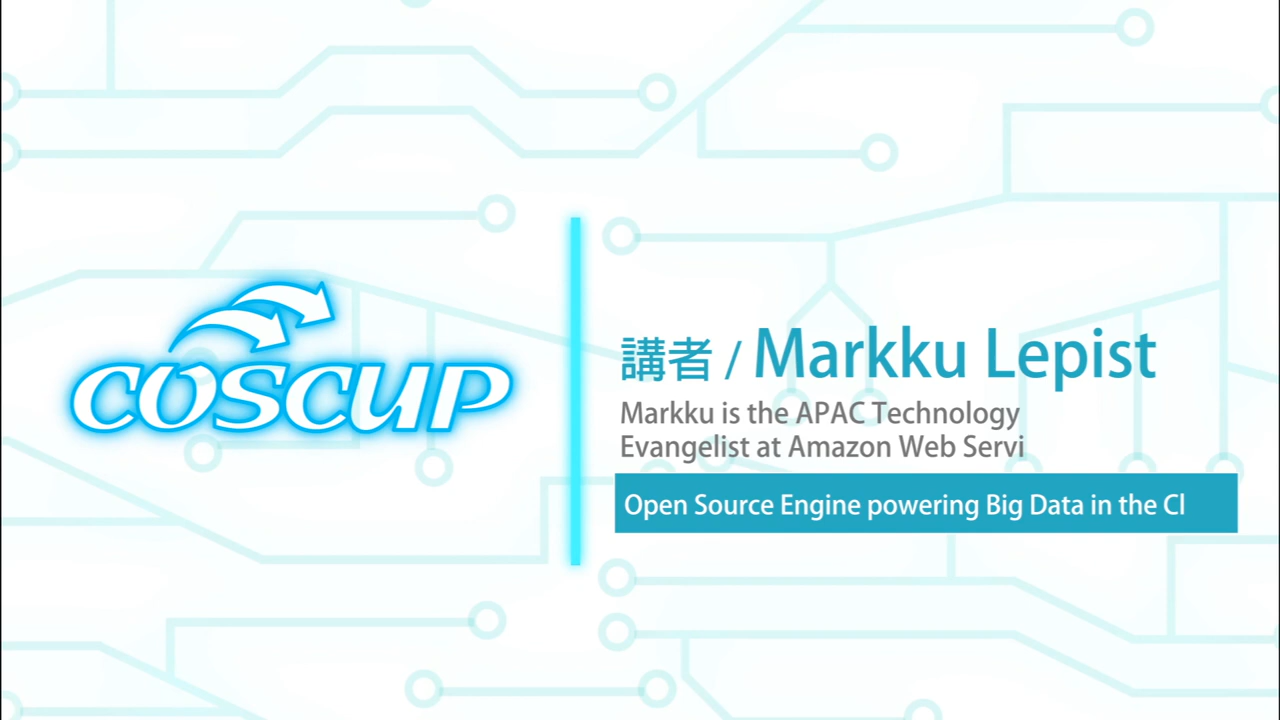 COSCUP
講者 / Markku Lepist
Markku is the APAC Technology
Evangelist at Amazon Web Servi
Open Source Engine powering Big Data in the Cl